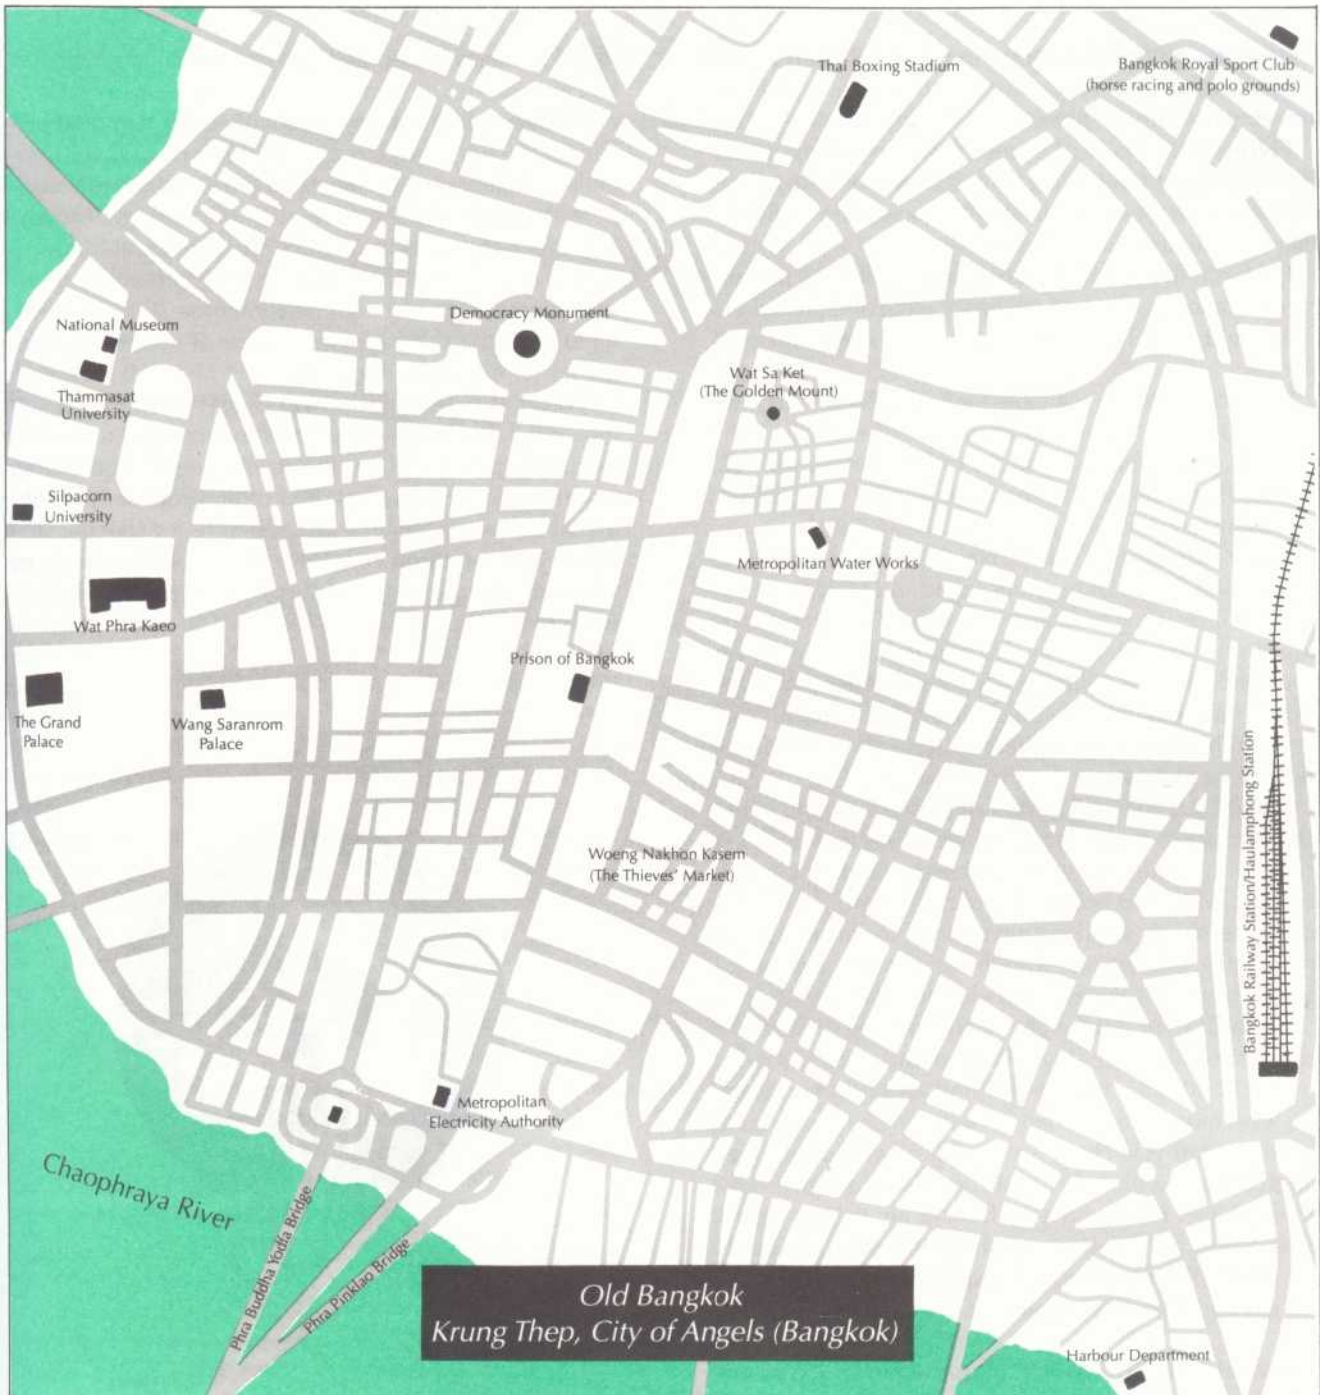 Thai Boxing Stadium
Bangkok Royal Sport Club
(horse racing and polo grounds)
National Museum
Democracy Monument
Thammasat
University
Wat Sa Ket
(The Golden Mount)
Silpacorn
University
Metropolitan Water Works
Wat Phra Kaeo
Prison of Bangkok
The Grand
Palace
Wang Saranrom
Palace
Bangkok Railway Station/Haulamphong Station
Woeng Nakhon Kasem
(The Thieves' Market)
Metropolitan
Electricity Authority
Chaophraya River
Phra Buddha Yodfa Bridge
Phra Pinklao Bridge
Old Bangkok
Krung Thep, City of Angels (Bangkok)
Harbour Department